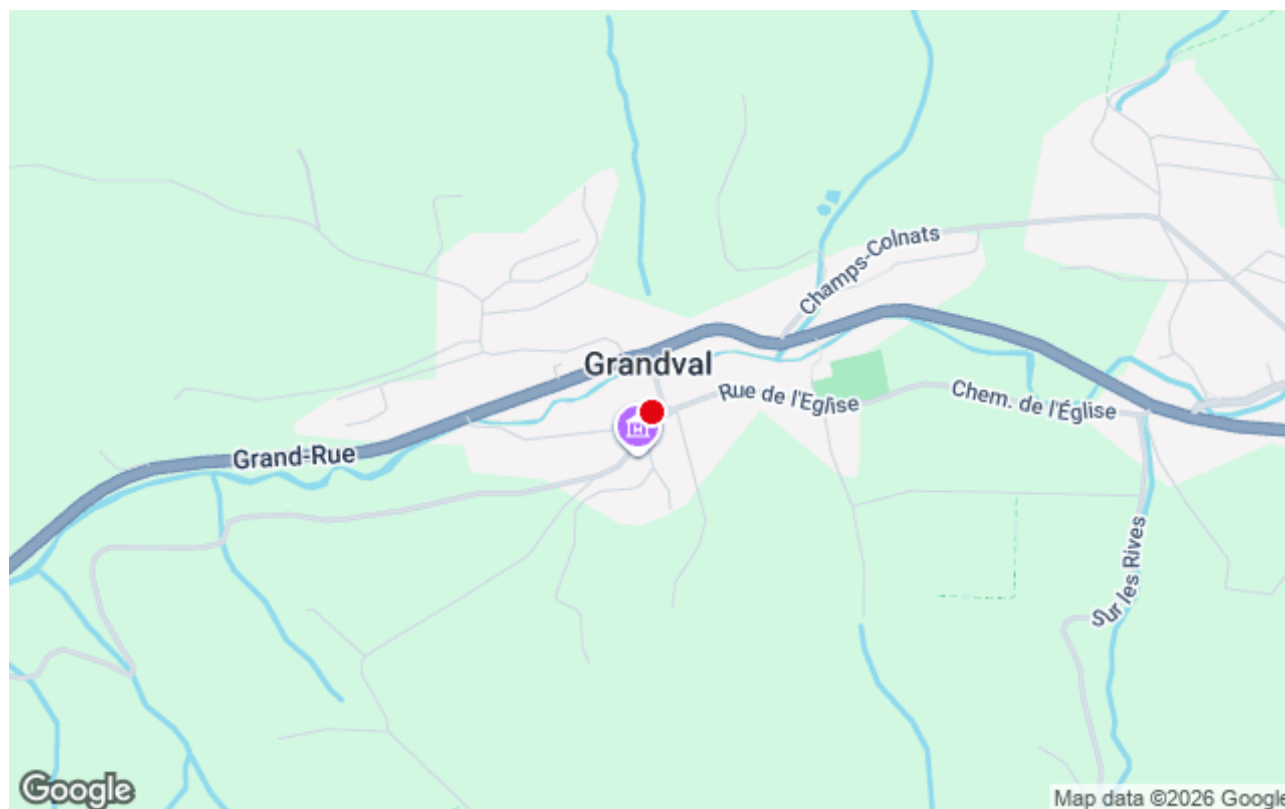 Champs-Colnats
Grandval
Rue de l'Eglise
Chem. de l'Église
Grand-Rue
Sur les Rives
Google
Map data ©2026 Google